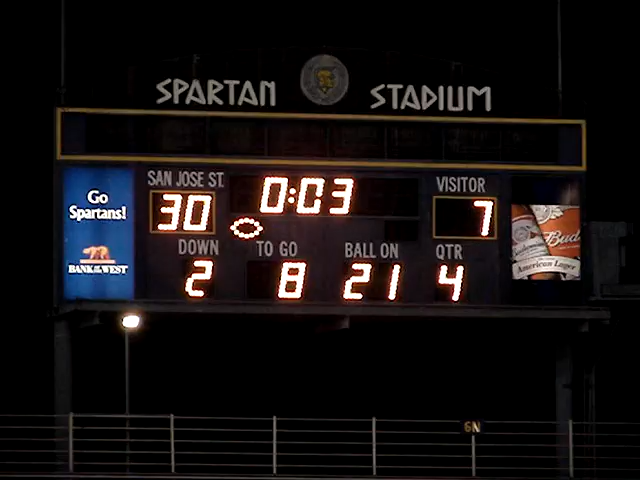 SPARTAN STADIUM
Go
Spartans!
BANK OF THE WEST
SAN JOSE ST.
30
0:03
VISITOR
7
DOWN
2
TO GO
8
BALL ON
21
QTR
4
Bud
American Lager
6N